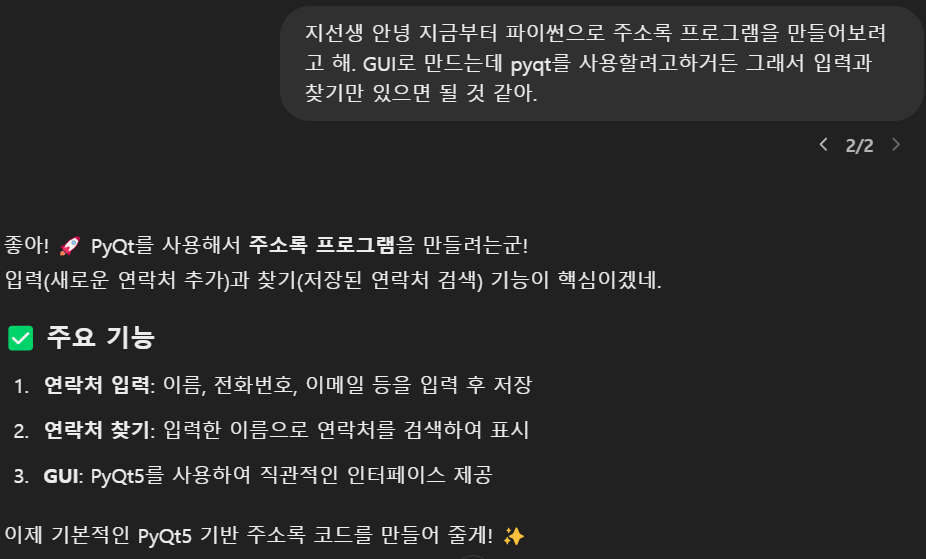 지선생 안녕 지금부터 파이썬으로 주소록 프로그램을 만들어보려
고 해. GUI로 만드는데 pyqt를 사용할려고하거든 그래서 입력과
찾기만 있으면 될 것 같아.
2/2
좋아! 🚀 PyQt를 사용해서 주소록 프로그램을 만들려는군!
입력(새로운 연락처 추가)과 찾기(저장된 연락처 검색) 기능이 핵심이겠네.
✅ 주요 기능
1. 연락처 입력: 이름, 전화번호, 이메일 등을 입력 후 저장
2. 연락처 찾기: 입력한 이름으로 연락처를 검색하여 표시
3. GUI: PyQt5를 사용하여 직관적인 인터페이스 제공
이제 기본적인 PyQt5 기반 주소록 코드를 만들어 줄게! ✨